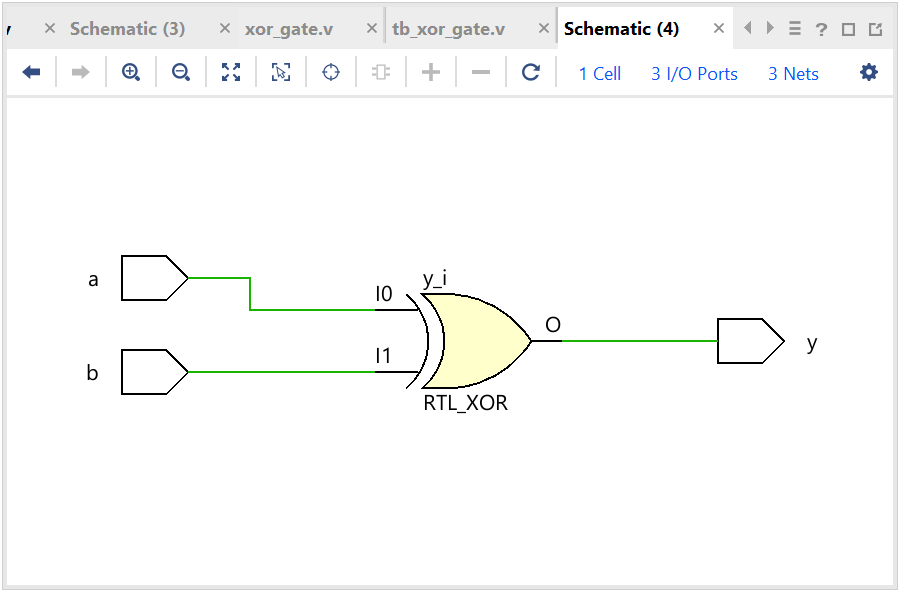 Schematic (3) xor_gate.v tb_xor_gate.v Schematic (4)
1 Cell 3 I/O Ports 3 Nets
a
I0
y_i
I1
b
RTL_XOR
O
y